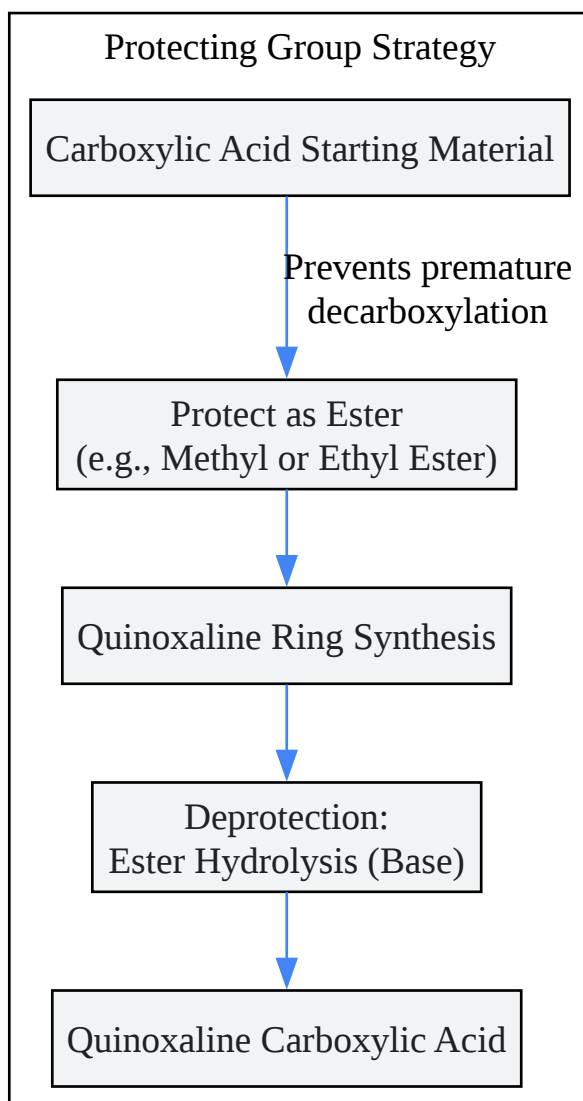 Protecting Group Strategy
Carboxylic Acid Starting Material
Prevents premature
decarboxylation
Protect as Ester
(e.g., Methyl or Ethyl Ester)
Quinoxaline Ring Synthesis
Deprotection:
Ester Hydrolysis (Base)
Quinoxaline Carboxylic Acid